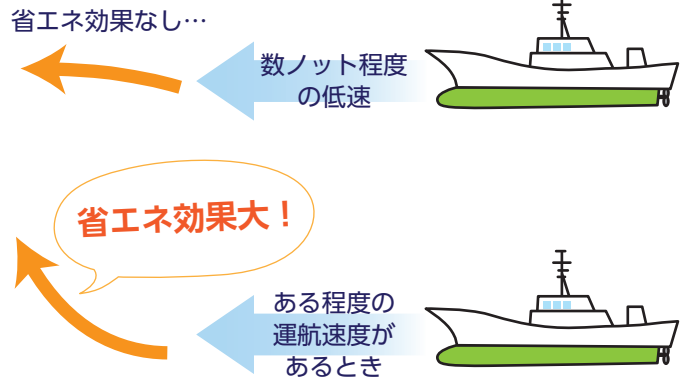 省エネ効果なし…
数ノット程度
の低速
省エネ効果大！
ある程度の
運航速度が
あるとき